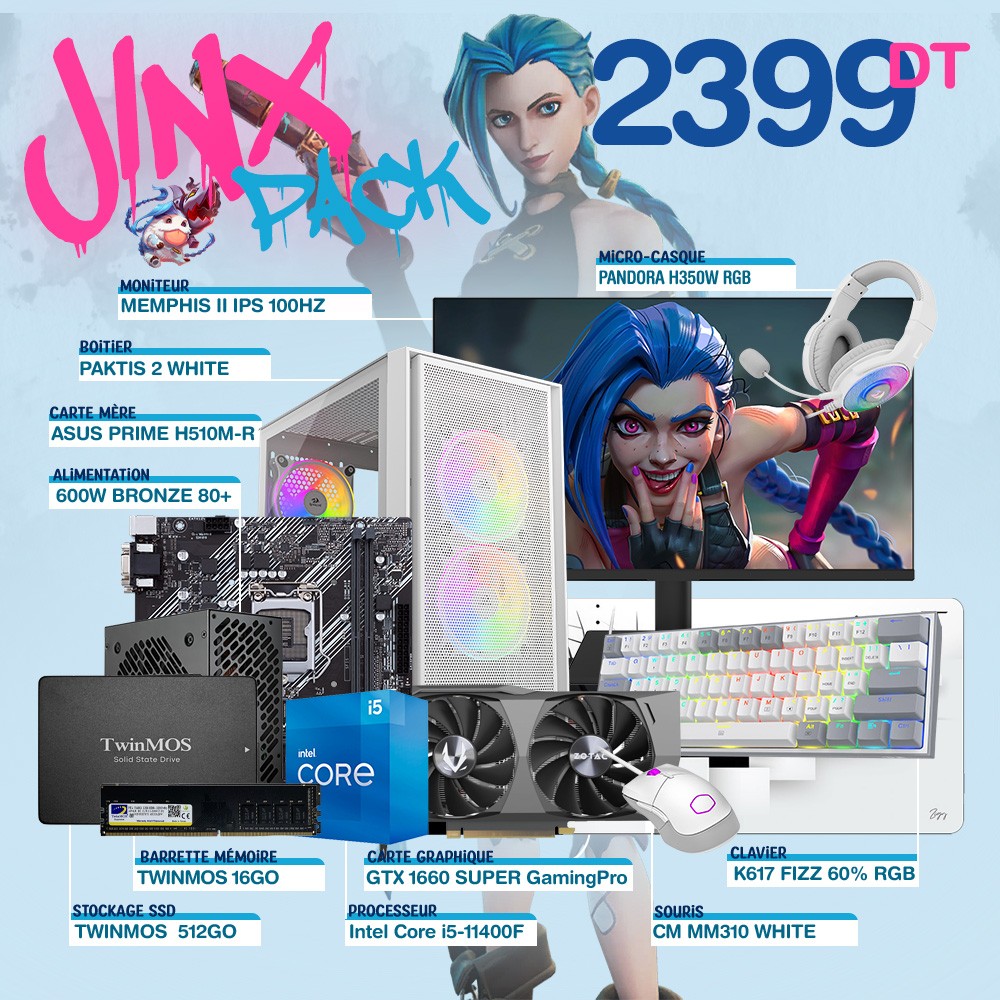 JINX
PACK
2399 DT
MiCRO-CASQUE
PANDORA H350W RGB
MONiTEUR
MEMPHIS II IPS 100HZ
BOiTiER
PAKTIS 2 WHITE
CARTE MÈRE
ASUS PRIME H510M-R
ALiMENTATiON
600W BRONZE 80+
TwinMOS
Solid State Drive
i5
intel
CORE
ZOTAC
BARRETTE MÉMOiRE
TWINMOS 16GO
CARTE GRAPHiQUE
GTX 1660 SUPER GamingPro
CLAViER
K617 FIZZ 60% RGB
STOCKAGE SSD
TWINMOS 512GO
PROCESSEUR
Intel Core i5-11400F
SOURiS
CM MM310 WHITE